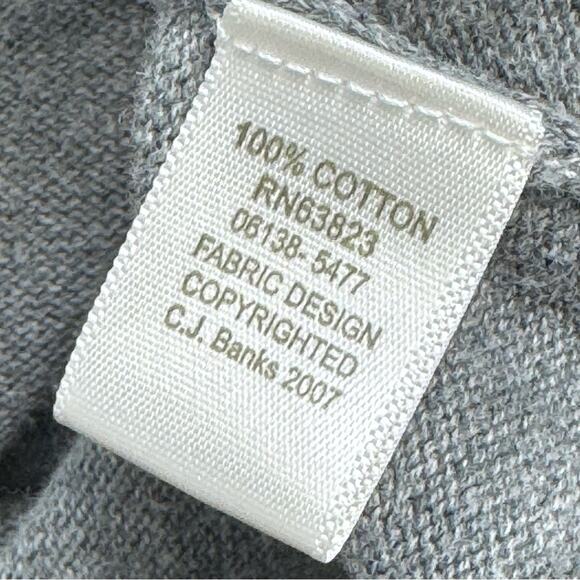 100% COTTON
RN63823
06138-5477
FABRIC DESIGN
COPYRIGHTED
C.J. Banks 2007